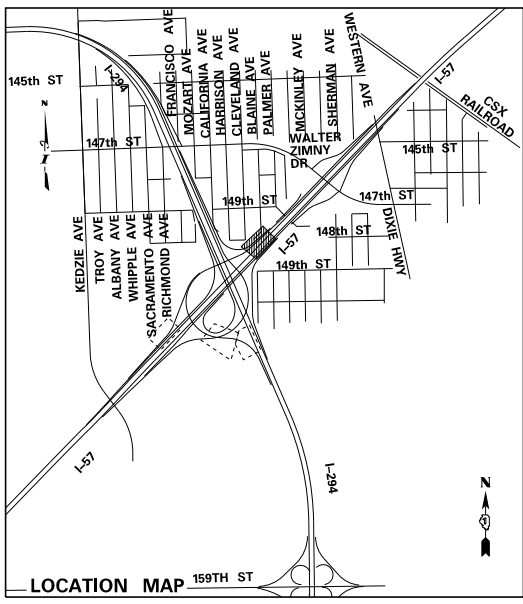 145th ST
I-294
FRANCISCO AVE
MOZART AVE
CALIFORNIA AVE
HARRISON AVE
CLEVELAND AVE
BLAINE AVE
PALMER AVE
MCKINLEY AVE
SHERMAN AVE
WESTERN AVE
I-57
CSX
RAILROAD
N
147th ST
WALTER
ZIMNY
DR
145th ST
149th ST
147th ST
KEDZIE AVE
TROY AVE
ALBANY AVE
WHIPPLE AVE
SACRAMENTO AVE
RICHMOND AVE
I-57
148th ST
DIXIE HWY
149th ST
I-57
I-294
N
LOCATION MAP
159TH ST